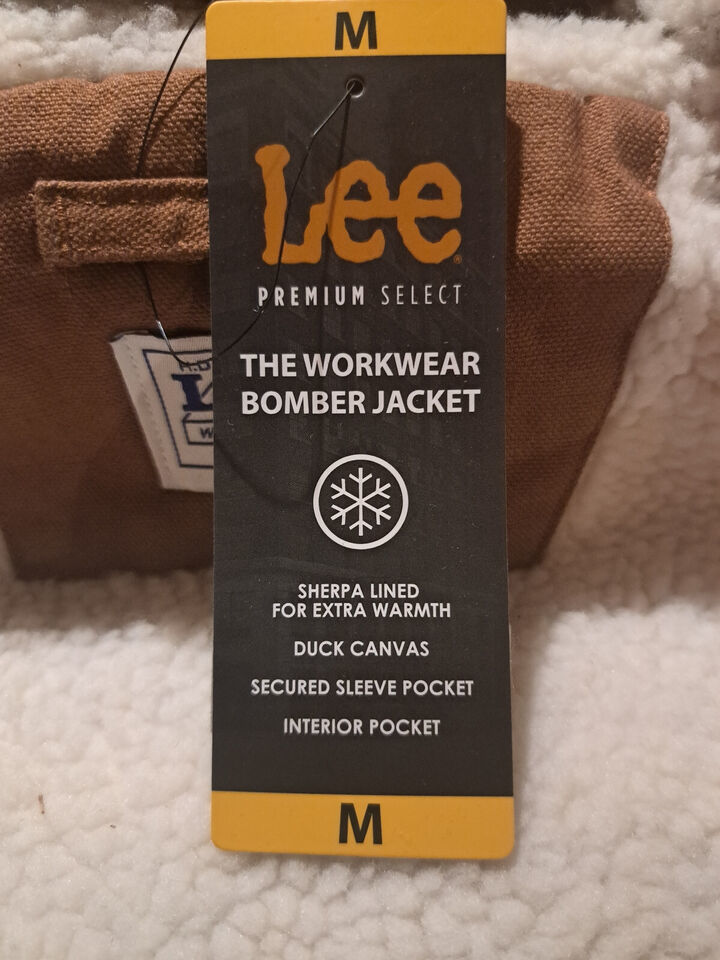 M
Lee
®
PREMIUM SELECT
THE WORKWEAR
BOMBER JACKET
SHERPA LINED
FOR EXTRA WARMTH
DUCK CANVAS
SECURED SLEEVE POCKET
INTERIOR POCKET
M